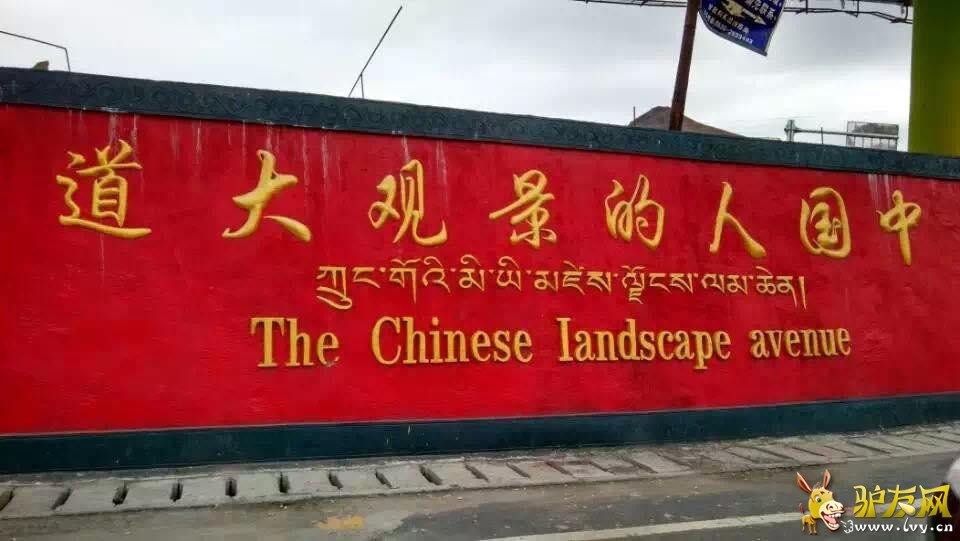 中国人的景观大道
ཀྲུང་གོའི་མི་ཡི་མཛེས་ལྗོངས་ལམ་ཆེན།
The Chinese landscape avenue
驴友网
www.lvy.cn